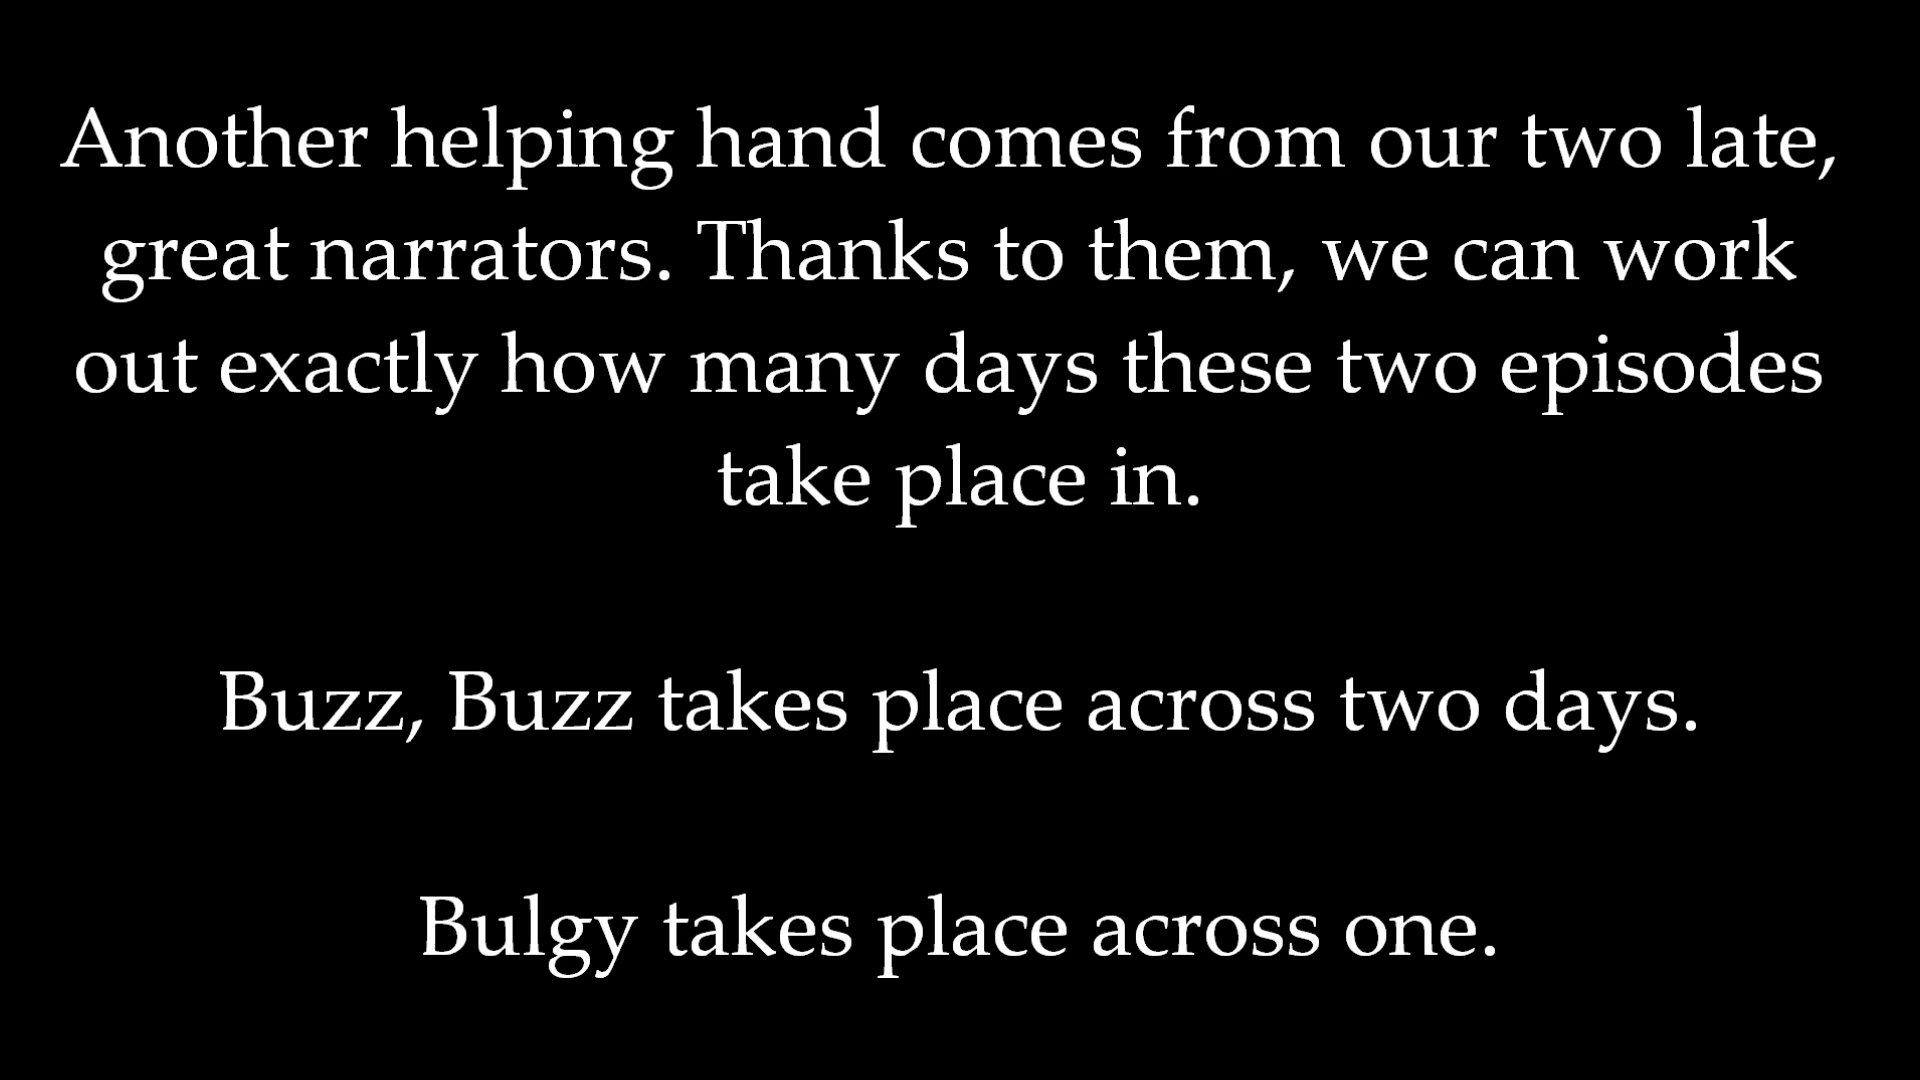 Another helping hand comes from our two late,
great narrators. Thanks to them, we can work
out exactly how many days these two episodes
take place in.
Buzz, Buzz takes place across two days.
Bulgy takes place across one.